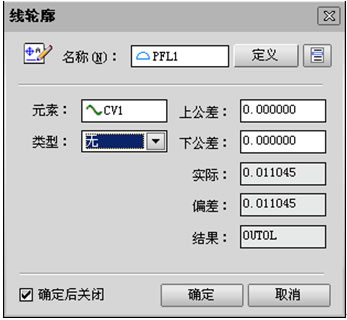 线轮廓
名称(N)： PFL1 定义
元素： CV1 上公差： 0.000000
类型： 无 下公差： 0.000000
实际： 0.011045
偏差： 0.011045
结果： OUTOL
确定后关闭 确定 取消